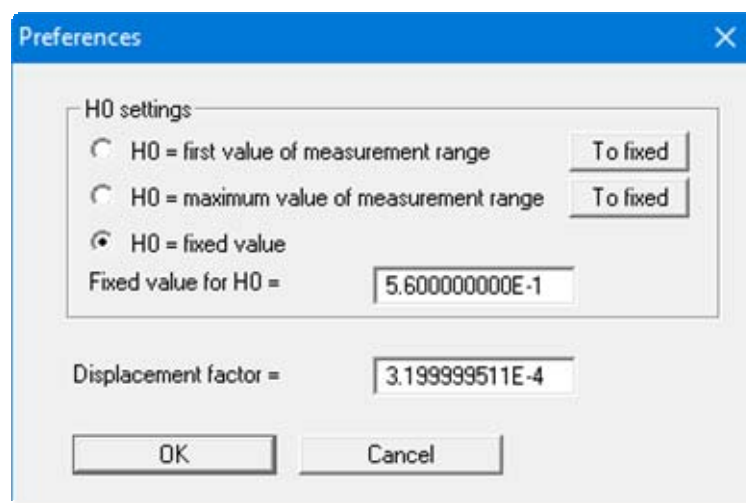 Preferences
H0 settings
H0 = first value of measurement range To fixed
H0 = maximum value of measurement range To fixed
H0 = fixed value
Fixed value for H0 = 5.600000000E-1
Displacement factor = 3.199999511E-4
OK Cancel